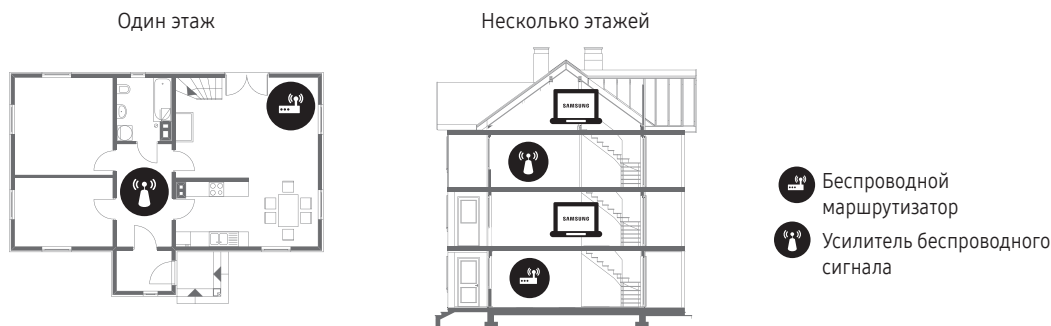 Один этаж
Несколько этажей
SAMSUNG
SAMSUNG
Беспроводной
маршрутизатор
Усилитель беспроводного
сигнала